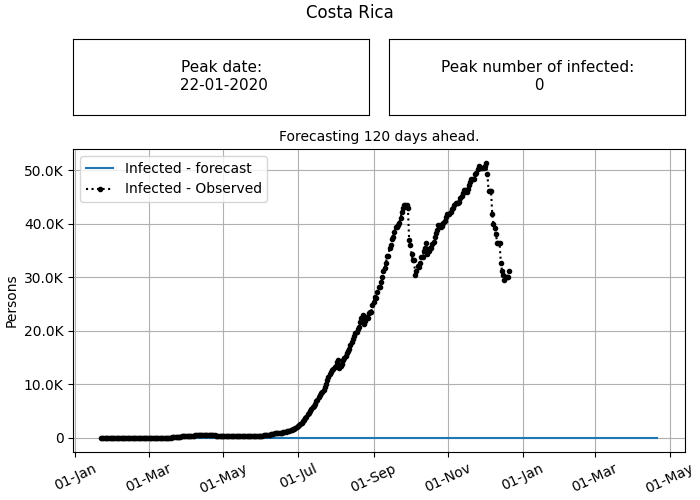 Costa Rica
Peak date:
22-01-2020
Peak number of infected:
0
Forecasting 120 days ahead.
Infected - forecast
Infected - Observed
50.0K
40.0K
30.0K
20.0K
10.0K
0
Persons
01-Jan
01-Mar
01-May
01-Jul
01-Sep
01-Nov
01-Jan
01-Mar
01-May